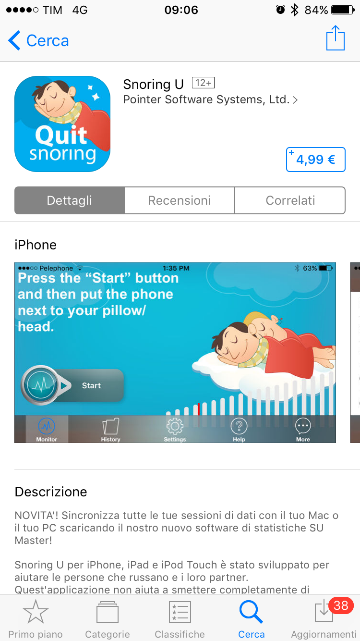 TIM 4G 09:06 84%
Cerca
Snoring U 12+
Pointer Software Systems, Ltd.
Quit
snoring
+ 4,99 €
Dettagli Recensioni Correlati
iPhone
Pelephone 1:35 PM 63%
Press the “Start” button
and then put the phone
next to your pillow/
head.
Start
Monitor History Settings Help More
Descrizione
NOVITA'! Sincronizza tutte le tue sessioni di dati con il tuo Mac o
il tuo PC scaricando il nostro nuovo software di statistiche SU
Master!
Snoring U per iPhone, iPad e iPod Touch è stato sviluppato per
aiutare le persone che russano e i loro partner.
Quest'applicazione non aiuta a smettere completamente di
38
Primo piano Categorie Classifiche Cerca Aggiornamenti